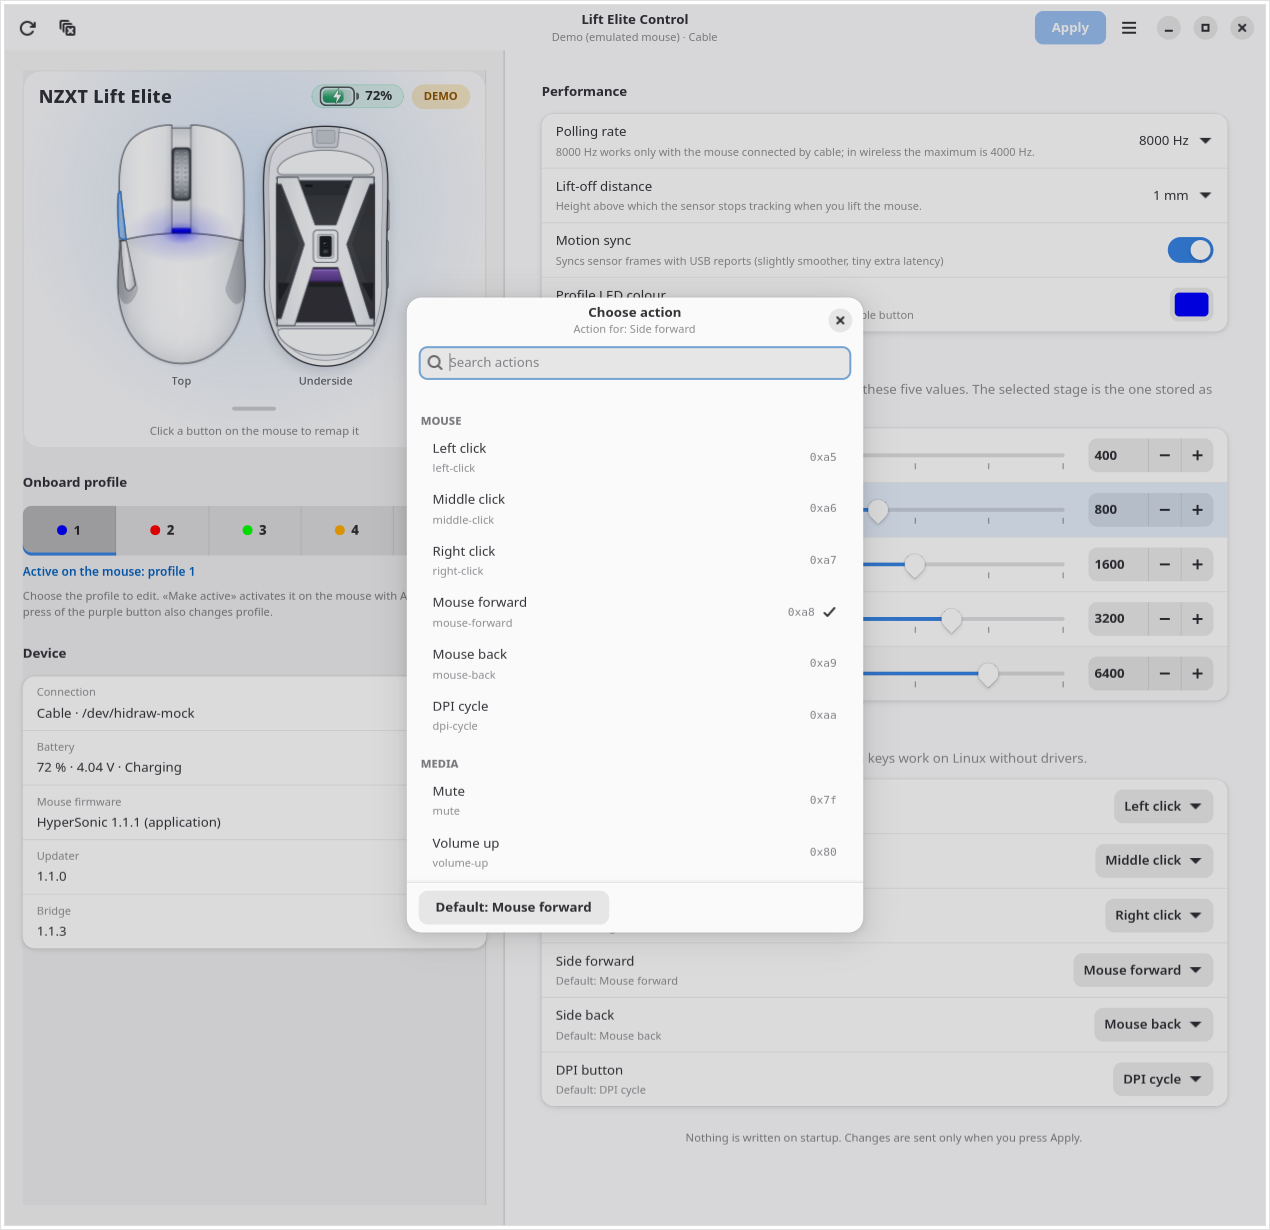 Lift Elite Control
Demo (emulated mouse) · Cable
Apply
NZXT Lift Elite
72%
DEMO
Top
Underside
Click a button on the mouse to remap it
Onboard profile
1
2
3
4
Active on the mouse: profile 1
Choose the profile to edit. «Make active» activates it on the mouse with A
press of the purple button also changes profile.
Device
Connection
Cable · /dev/hidraw-mock
Battery
72 % · 4.04 V · Charging
Mouse firmware
HyperSonic 1.1.1 (application)
Updater
1.1.0
Bridge
1.1.3
Performance
Polling rate
8000 Hz works only with the mouse connected by cable; in wireless the maximum is 4000 Hz.
8000 Hz
Lift-off distance
Height above which the sensor stops tracking when you lift the mouse.
1 mm
Motion sync
Syncs sensor frames with USB reports (slightly smoother, tiny extra latency)
Profile LED colour
ple button
these five values. The selected stage is the one stored as
400
800
1600
3200
6400
keys work on Linux without drivers.
Left click
Middle click
Right click
Side forward
Default: Mouse forward
Mouse forward
Side back
Default: Mouse back
Mouse back
DPI button
Default: DPI cycle
DPI cycle
Nothing is written on startup. Changes are sent only when you press Apply.
Choose action
Action for: Side forward
Search actions
MOUSE
Left click
left-click
0xa5
Middle click
middle-click
0xa6
Right click
right-click
0xa7
Mouse forward
mouse-forward
0xa8
Mouse back
mouse-back
0xa9
DPI cycle
dpi-cycle
0xaa
MEDIA
Mute
mute
0x7f
Volume up
volume-up
0x80
Default: Mouse forward